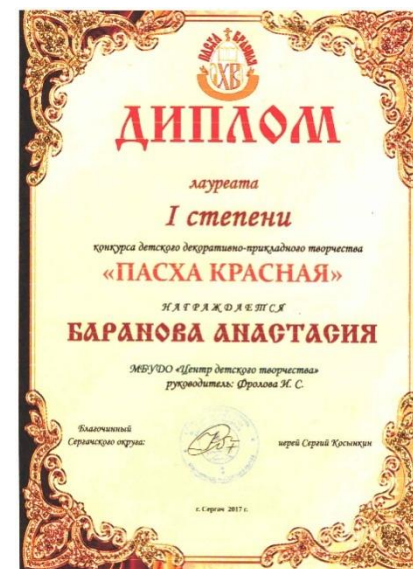 ПАСХА КРАСНАЯ
ХВ
ДИПЛОМ
лауреата
I степени
конкурса детского декоративно-прикладного творчества
«ПАСХА КРАСНАЯ»
НАГРАЖДАЕТСЯ
БАРАНОВА АНАСТАСИЯ
МБУДО «Центр детского творчества»
руководитель: Фролова Н. С.
Благочинный
Сергачского округа:
иерей Сергий Косынкин
г. Сергач 2017 г.